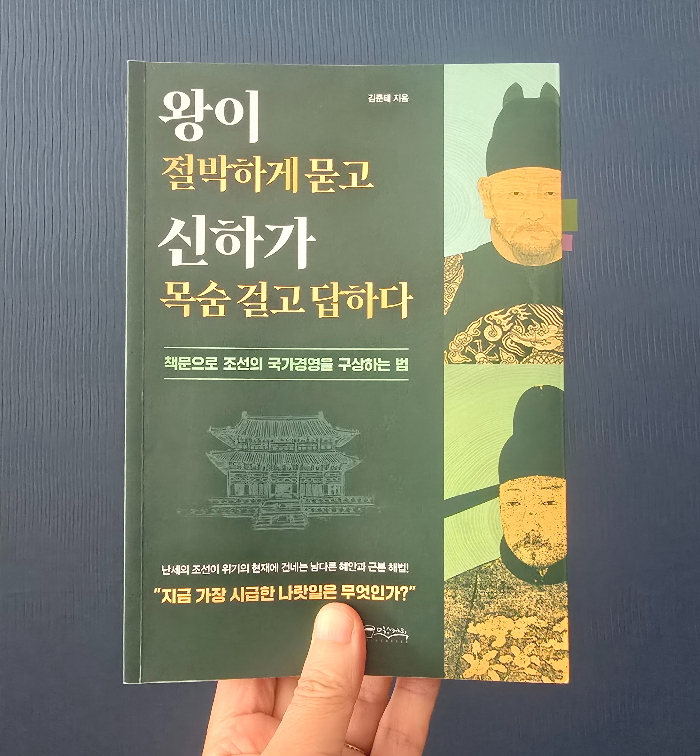 김준태 지음
왕이
절박하게 묻고
신하가
목숨 걸고 답하다
책문으로 조선의 국가경영을 구상하는 법
난세의 조선이 위기의 현재에 건네는 남다른 혜안과 근본 해법!
"지금 가장 시급한 나랏일은 무엇인가?"